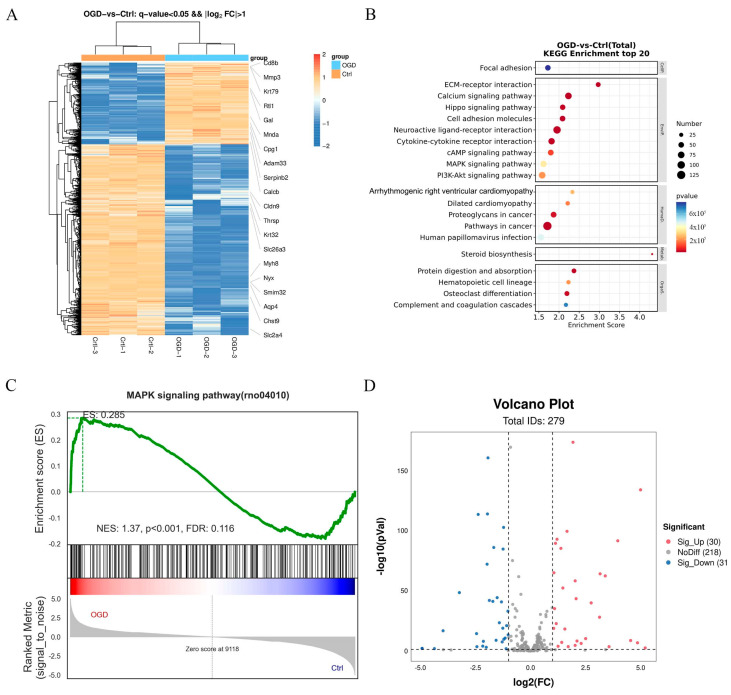 A
OGD-vs-Ctrl: q-value<0.05 && |log2 FC|>1
group
Cd8b
Mmp3
Krt79
Rtl1
Gal
Mnda
Cpg1
Adam33
Serpinb2
Calcb
Cldn9
Thrsp
Krt32
Slc26a3
Myh8
Nyx
Smim32
Aqp4
Chst9
Slc2a4
group
OGD
Ctrl
2
1
0
−1
−2
Crtl-3
Crtl-1
Crtl-2
OGD-1
OGD-2
OGD-3
B
OGD-vs-Ctrl(Total)
KEGG Enrichment top 20
Focal adhesion
ECM-receptor interaction
Calcium signaling pathway
Hippo signaling pathway
Cell adhesion molecules
Neuroactive ligand-receptor interaction
Cytokine-cytokine receptor interaction
cAMP signaling pathway
MAPK signaling pathway
PI3K-Akt signaling pathway
Arrhythmogenic right ventricular cardiomyopathy
Dilated cardiomyopathy
Proteoglycans in cancer
Pathways in cancer
Human papillomavirus infection
Steroid biosynthesis
Protein digestion and absorption
Hematopoietic cell lineage
Osteoclast differentiation
Complement and coagulation cascades
1.5 2.0 2.5 3.0 3.5 4.0
Enrichment Score
Number
25
50
75
100
125
pvalue
C
MAPK signaling pathway(rno04010)
Enrichment score (ES)
0.3
0.2
0.1
0.0
-0.1
-0.2
ES: 0.285
NES: 1.37, p<0.001, FDR: 0.116
Ranked Metric
(signal_to_noise)
5.0
2.5
0.0
-2.5
-5.0
OGD
Zero score at 9118
Ctrl
D
Volcano Plot
Total IDs: 279
-log10(pVal)
150
100
50
0
-5.0 -2.5 0.0 2.5 5.0
log2(FC)
Significant
Sig_Up (30)
NoDiff (218)
Sig_Down (31